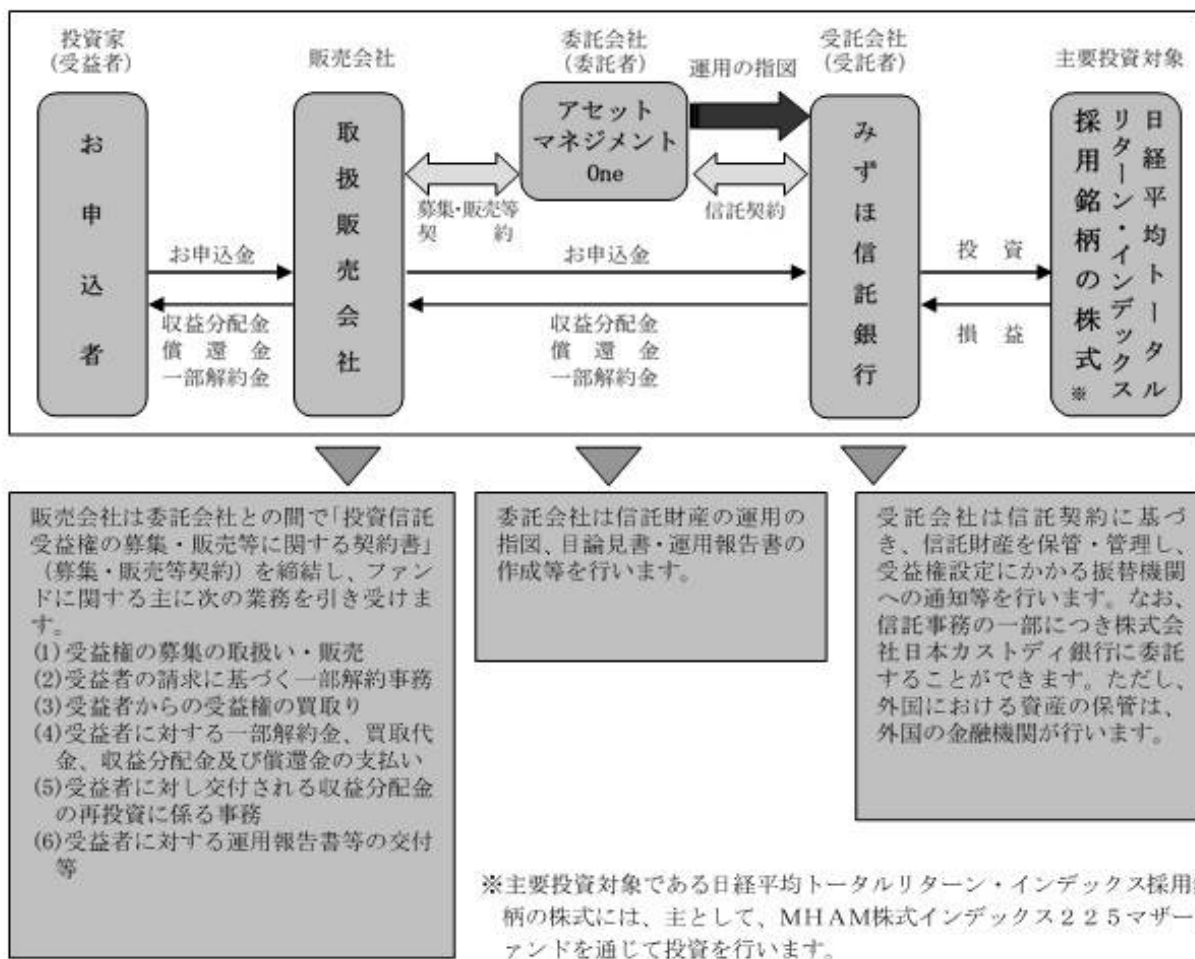 投資家
(受益者)
販売会社
委託会社
(委託者)
運用の指図
受託会社
(受託者)
主要投資対象
お申込者
取扱販売会社
アセット
マネジメント
One
みずほ信託銀行
日経平均トータル
リターン・インデックス
採用銘柄の株式※
募集・販売等
契約
信託契約
お申込金
収益分配金
償還金
一部解約金
お申込金
収益分配金
償還金
一部解約金
投資
損益
販売会社は委託会社との間で「投資信託
受益権の募集・販売等に関する契約書」
(募集・販売等契約)を締結し、ファン
ドに関する主に次の業務を引き受けま
す。
(1)受益権の募集の取扱い・販売
(2)受益者の請求に基づく一部解約事務
(3)受益者からの受益権の買取り
(4)受益者に対する一部解約金、買取代
金、収益分配金及び償還金の支払い
(5)受益者に対し交付される収益分配金
の再投資に係る事務
(6)受益者に対する運用報告書等の交付
等
委託会社は信託財産の運用の
指図、目論見書・運用報告書の
作成等を行います。
受託会社は信託契約に基づ
き、信託財産を保管・管理し、
受益権設定にかかる振替機関
への通知等を行います。なお、
信託事務の一部につき株式会
社日本カストディ銀行に委託
することができます。ただし、
外国における資産の保管は、
外国の金融機関が行います。
※主要投資対象である日経平均トータルリターン・インデックス採用
柄の株式には、主として、MHAM株式インデックス225マザー
ァンドを通じて投資を行います。